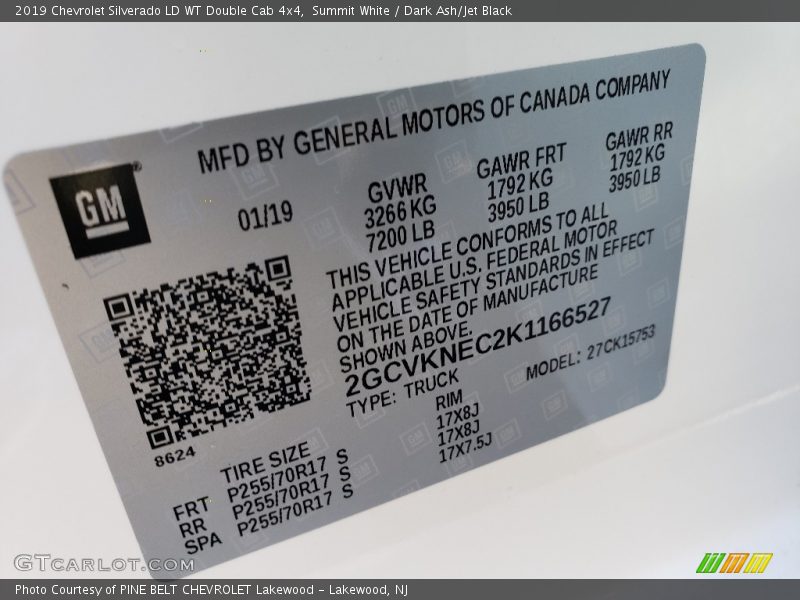 2019 Chevrolet Silverado LD WT Double Cab 4x4, Summit White / Dark Ash/Jet Black
MFD BY GENERAL MOTORS OF CANADA COMPANY
GM ®
01/19
GVWR
3266 KG
7200 LB
GAWR FRT
1792 KG
3950 LB
GAWR RR
1792 KG
3950 LB
THIS VEHICLE CONFORMS TO ALL
APPLICABLE U.S. FEDERAL MOTOR
VEHICLE SAFETY STANDARDS IN EFFECT
ON THE DATE OF MANUFACTURE
SHOWN ABOVE.
2GCVKNEC2K1166527
TYPE: TRUCK
MODEL: 27CK15753
8624
TIRE SIZE RIM
FRT P255/70R17 S 17X8J
RR P255/70R17 S 17X8J
SPA P255/70R17 S 17X7.5J
GTCARLOT.COM
Photo Courtesy of PINE BELT CHEVROLET Lakewood - Lakewood, NJ